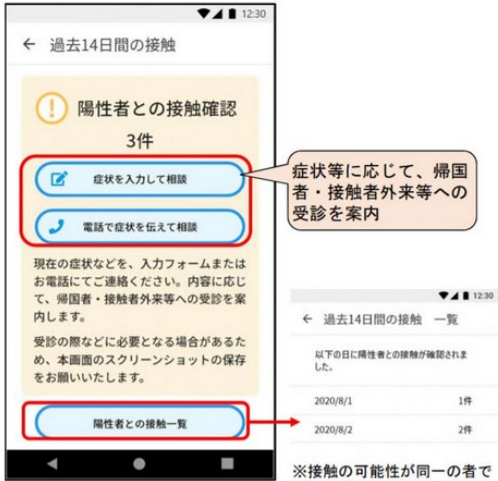 12:30
← 過去14日間の接触
陽性者との接触確認
3件
症状を入力して相談
電話で症状を伝えて相談
現在の症状などを、入力フォームまたは
お電話にてご連絡ください。内容に応じ
て、帰国者・接触者外来等への受診を案
内します。
受診の際などに必要となる場合があるた
め、本画面のスクリーンショットの保存
をお願いいたします。
陽性者との接触一覧
症状等に応じて、帰国
者・接触者外来等への
受診を案内
12:30
← 過去14日間の接触 一覧
以下の日に陽性者との接触が確認されま
した。
2020/8/1 1件
2020/8/2 2件
※接触の可能性が同一の者で